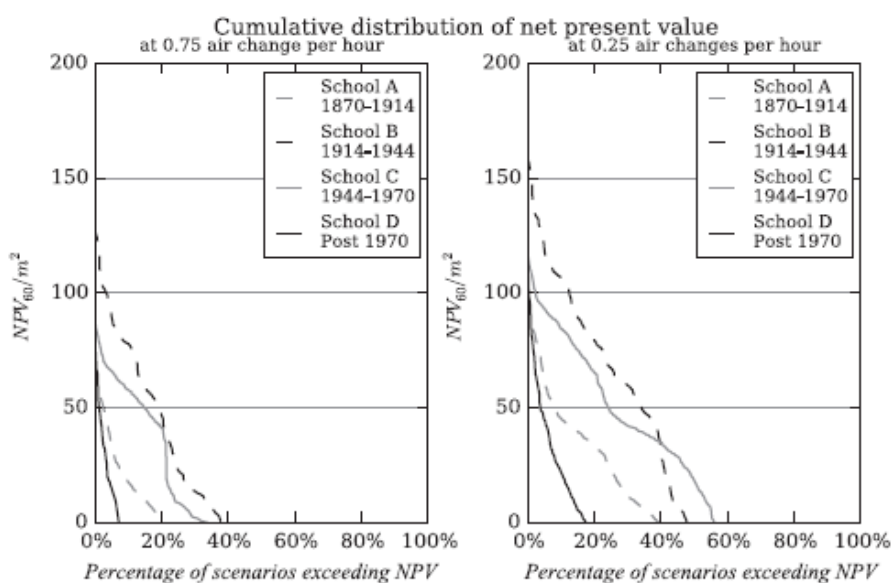 Cumulative distribution of net present value
at 0.75 air change per hour
at 0.25 air changes per hour
200
150
100
50
0
NPV60/m2
School A
1870–1914
School B
1914–1944
School C
1944–1970
School D
Post 1970
0% 20% 40% 60% 80% 100%
Percentage of scenarios exceeding NPV
200
150
100
50
0
NPV60/m2
School A
1870–1914
School B
1914–1944
School C
1944–1970
School D
Post 1970
0% 20% 40% 60% 80% 100%
Percentage of scenarios exceeding NPV